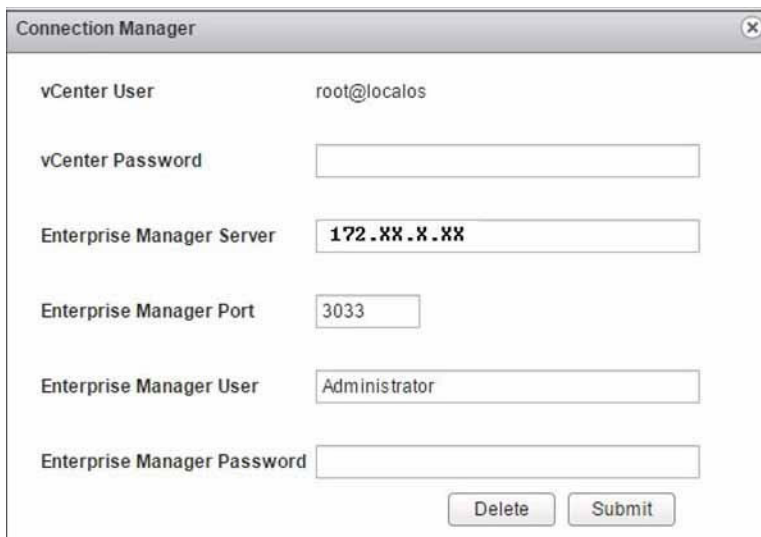 Connection Manager
vCenter User root@localos
vCenter Password
Enterprise Manager Server 172.XX.X.XX
Enterprise Manager Port 3033
Enterprise Manager User Administrator
Enterprise Manager Password
Delete Submit